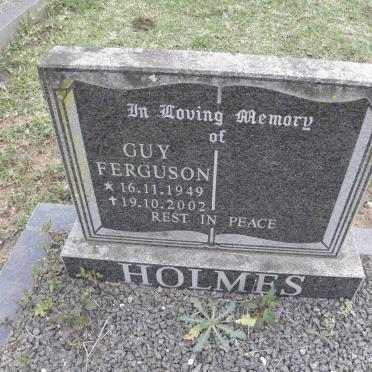 In Loving Memory
of
GUY
FERGUSON
★ 16.11.1949
✝ 19.10.2002
REST IN PEACE
HOLMES